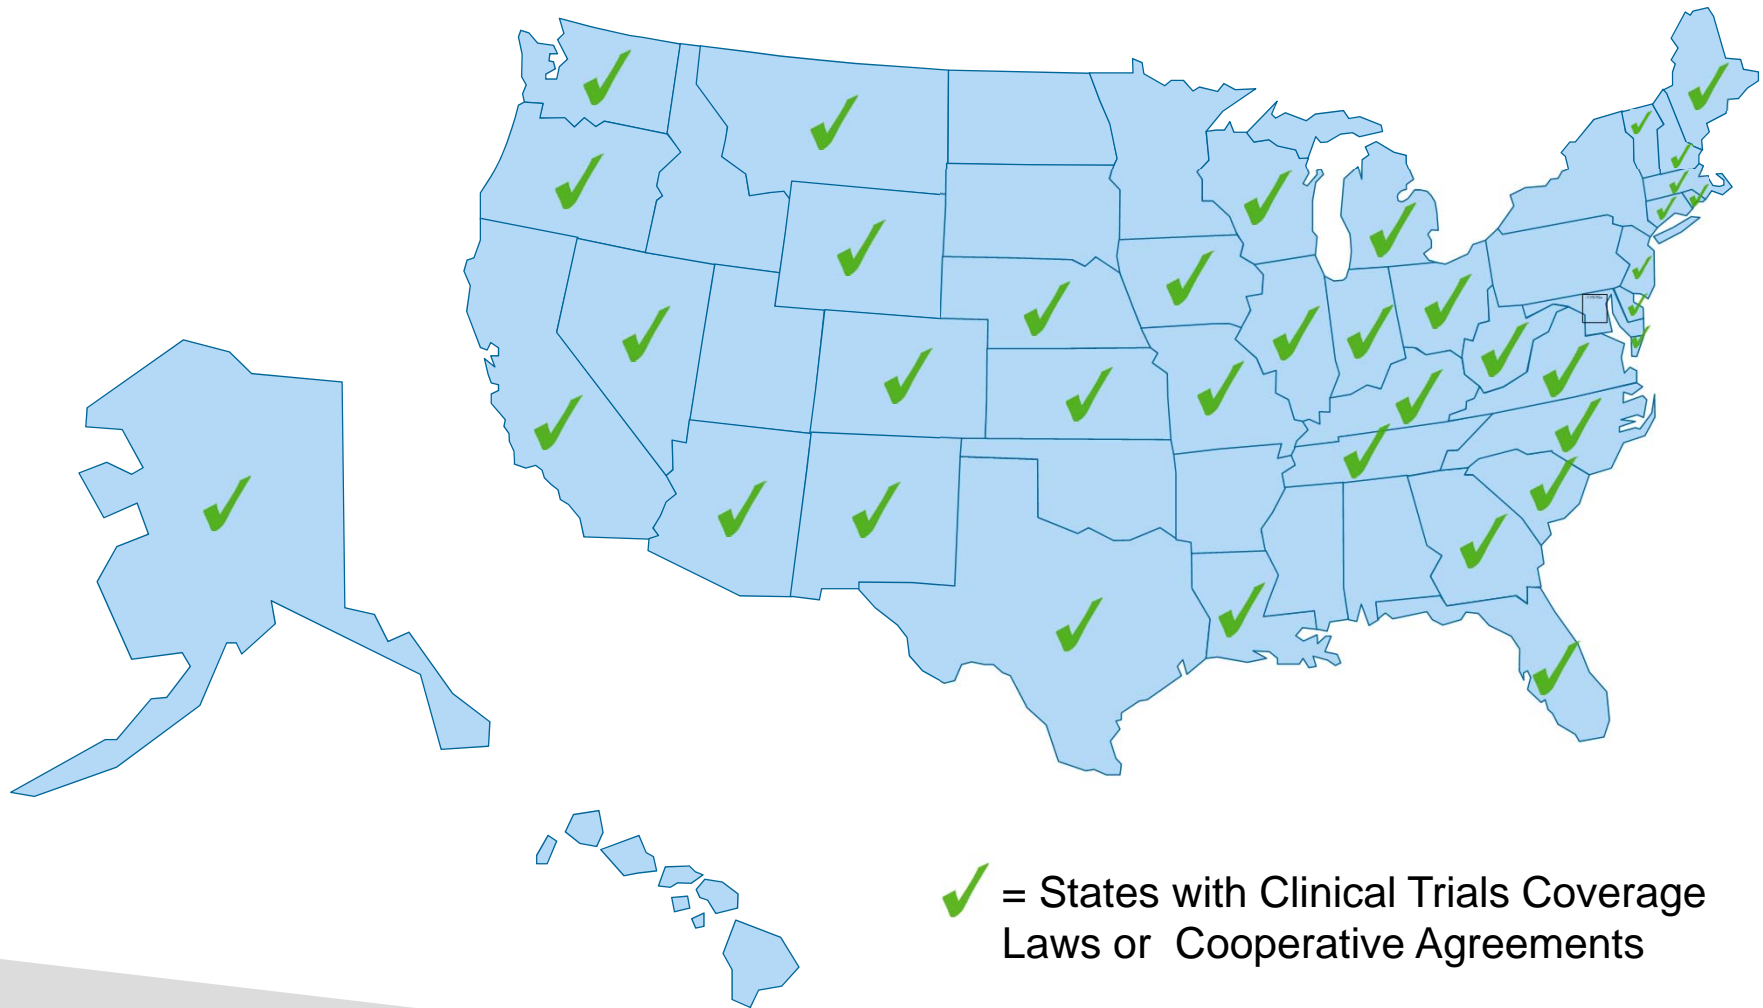 = States with Clinical Trials Coverage
Laws or Cooperative Agreements